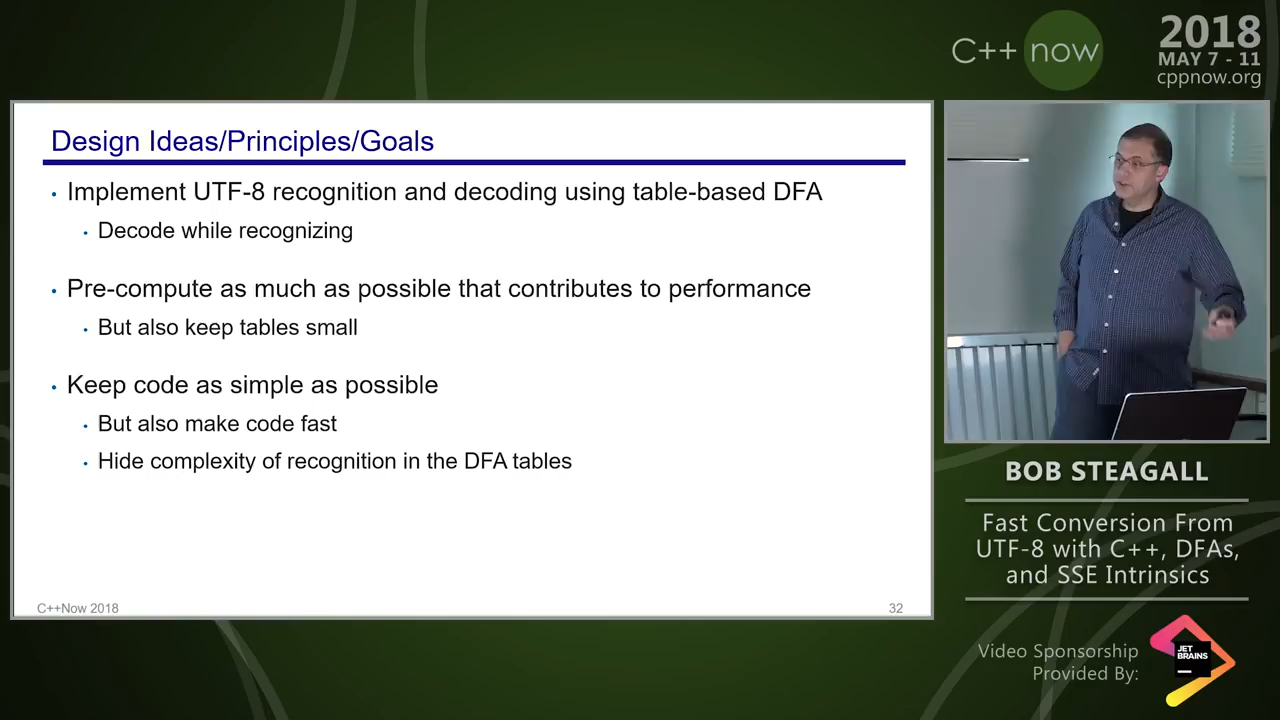 C++ now
2018
MAY 7 - 11
cppnow.org
Design Ideas/Principles/Goals
• Implement UTF-8 recognition and decoding using table-based DFA
• Decode while recognizing
• Pre-compute as much as possible that contributes to performance
• But also keep tables small
• Keep code as simple as possible
• But also make code fast
• Hide complexity of recognition in the DFA tables
C++Now 2018
32
BOB STEAGALL
Fast Conversion From
UTF-8 with C++, DFAs,
and SSE Intrinsics
Video Sponsorship
Provided By:
JET
BRAINS